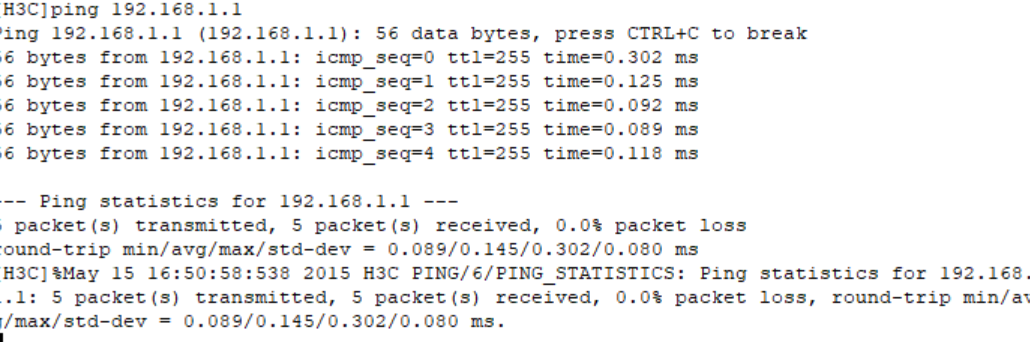 [H3C]ping 192.168.1.1
Ping 192.168.1.1 (192.168.1.1): 56 data bytes, press CTRL+C to break
56 bytes from 192.168.1.1: icmp_seq=0 ttl=255 time=0.302 ms
56 bytes from 192.168.1.1: icmp_seq=1 ttl=255 time=0.125 ms
56 bytes from 192.168.1.1: icmp_seq=2 ttl=255 time=0.092 ms
56 bytes from 192.168.1.1: icmp_seq=3 ttl=255 time=0.089 ms
56 bytes from 192.168.1.1: icmp_seq=4 ttl=255 time=0.118 ms
--- Ping statistics for 192.168.1.1 ---
5 packet(s) transmitted, 5 packet(s) received, 0.0% packet loss
round-trip min/avg/max/std-dev = 0.089/0.145/0.302/0.080 ms
[H3C]%May 15 16:50:58:538 2015 H3C PING/6/PING_STATISTICS: Ping statistics for 192.168.
1.1: 5 packet(s) transmitted, 5 packet(s) received, 0.0% packet loss, round-trip min/av
g/max/std-dev = 0.089/0.145/0.302/0.080 ms.